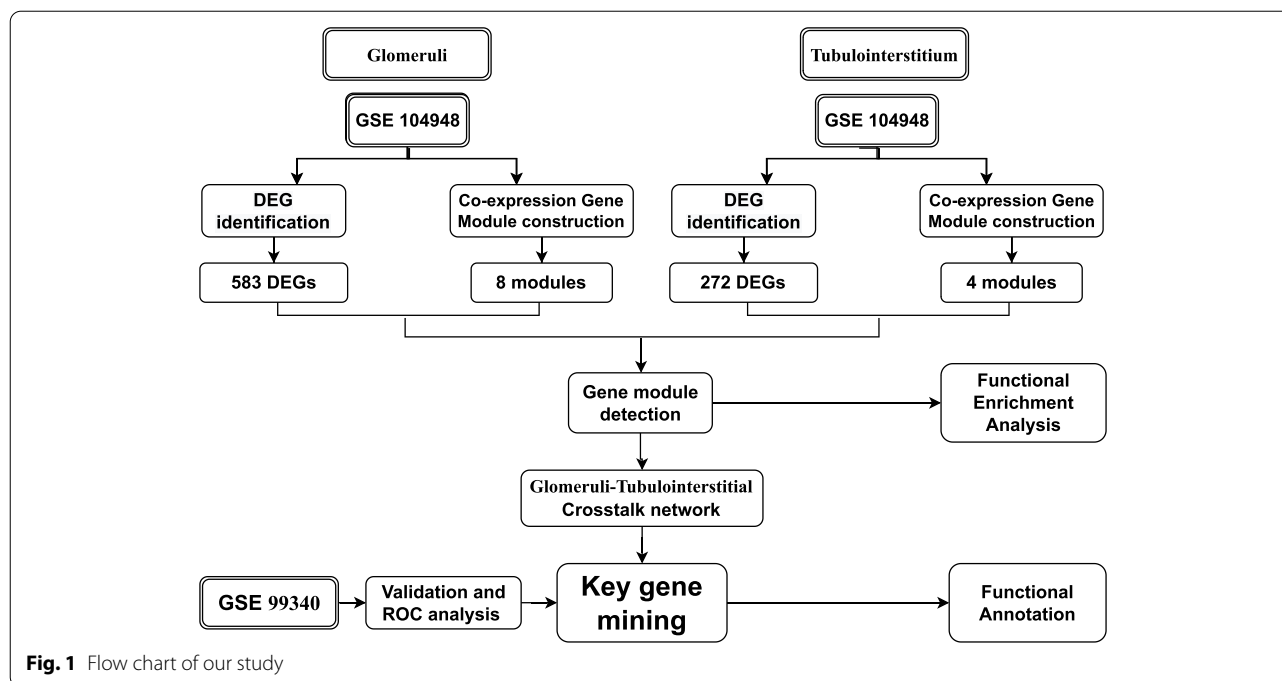 Glomeruli
Tubulointerstitium
GSE 104948
GSE 104948
DEG
identification
Co-expression Gene
Module construction
DEG
identification
Co-expression Gene
Module construction
583 DEGs
8 modules
272 DEGs
4 modules
Gene module
detection
Functional
Enrichment
Analysis
Glomeruli-Tubulointerstitial
Crosstalk network
GSE 99340
Validation and
ROC analysis
Key gene
mining
Functional
Annotation
Fig. 1 Flow chart of our study